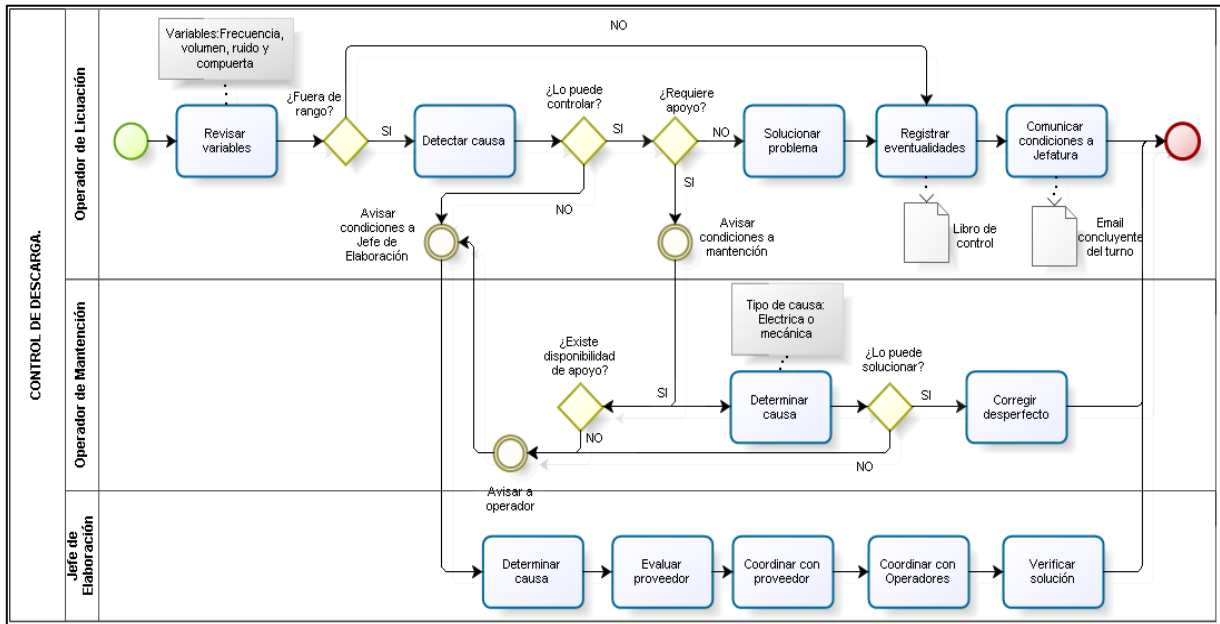 CONTROL DE DESCARGA.
Operador de Licuación
Variables:Frecuencia,
volumen, ruido y
compuerta
NO
¿Fuera de
rango?
¿Lo puede
controlar?
¿Requiere
apoyo?
Revisar
variables
SI
Detectar causa
SI
NO
Solucionar
problema
Registrar
eventualidades
Comunicar
condiciones a
Jefatura
NO
SI
Avisar
condiciones a
Jefe de
Elaboración
Avisar
condiciones a
mantención
Libro de
control
Email
concluyente
del turno
Operador de Mantención
Tipo de causa:
Electrica o
mecánica
¿Existe
disponibilidad
de apoyo?
¿Lo puede
solucionar?
SI
Determinar
causa
SI
Corregir
desperfecto
NO
NO
Avisar a
operador
Jefe de
Elaboración
Determinar
causa
Evaluar
proveedor
Coordinar con
proveedor
Coordinar con
Operadores
Verificar
solución